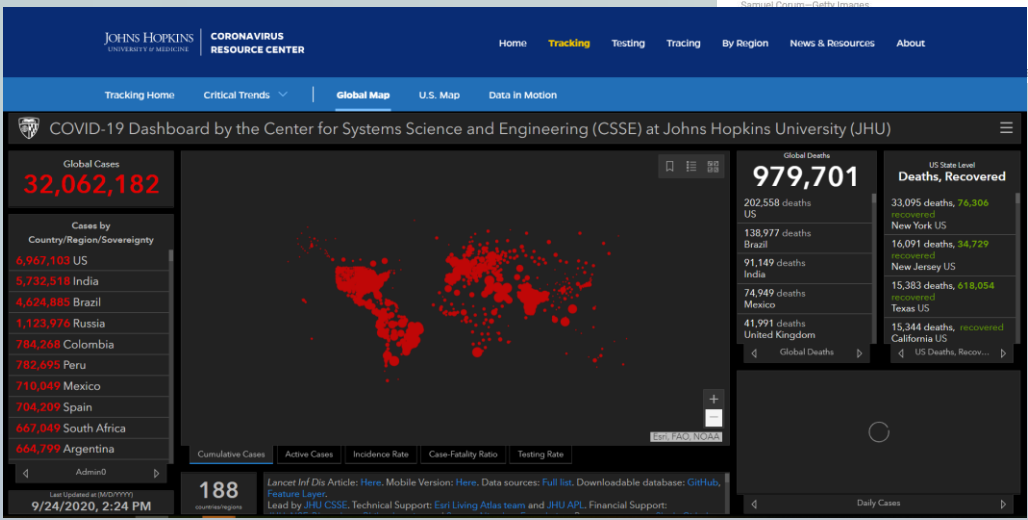 Samuel Corum—Getty Images
JOHNS HOPKINS
UNIVERSITY of MEDICINE
CORONAVIRUS
RESOURCE CENTER
Home Tracking Testing Tracing By Region News & Resources About
Tracking Home Critical Trends Global Map U.S. Map Data in Motion
COVID-19 Dashboard by the Center for Systems Science and Engineering (CSSE) at Johns Hopkins University (JHU)
Global Cases
32,062,182
Cases by
Country/Region/Sovereignty
6,967,103 US
5,732,518 India
4,624,885 Brazil
1,123,976 Russia
784,268 Colombia
782,695 Peru
710,049 Mexico
704,209 Spain
667,049 South Africa
664,799 Argentina
Admin0
Last Updated at (M/D/YYYY)
9/24/2020, 2:24 PM
Esri, FAO, NOAA
Cumulative Cases Active Cases Incidence Rate Case-Fatality Ratio Testing Rate
188
countries/regions
Lancet Inf Dis Article: Here. Mobile Version: Here. Data sources: Full list. Downloadable database: GitHub,
Feature Layer.
Lead by JHU CSSE. Technical Support: Esri Living Atlas team and JHU APL. Financial Support:
Global Deaths
979,701
202,558 deaths
US
138,977 deaths
Brazil
91,149 deaths
India
74,949 deaths
Mexico
41,991 deaths
United Kingdom
Global Deaths
US State Level
Deaths, Recovered
33,095 deaths, 76,306
recovered
New York US
16,091 deaths, 34,729
recovered
New Jersey US
15,383 deaths, 618,054
recovered
Texas US
15,344 deaths, recovered
California US
US Deaths, Recov...
Daily Cases